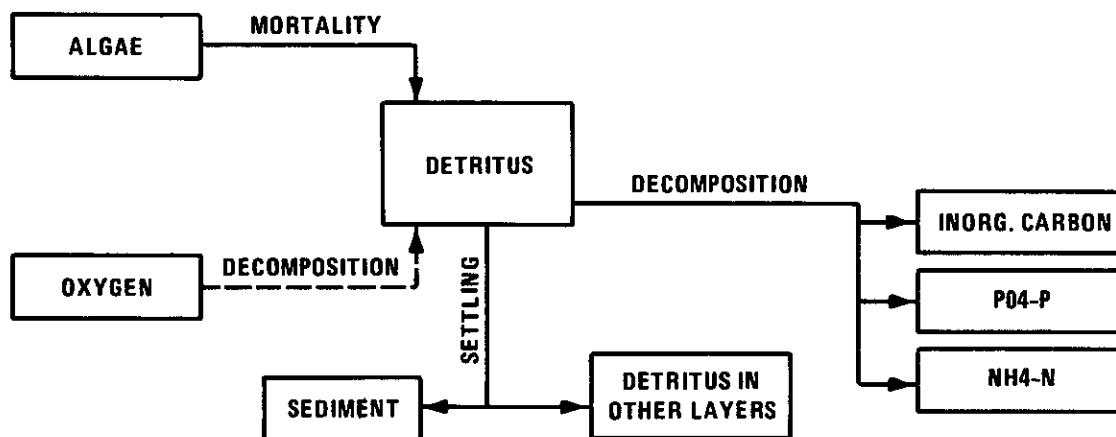 ALGAE
MORTALITY
DETRITUS
DECOMPOSITION
INORG. CARBON
OXYGEN
DECOMPOSITION
SETTLING
PO4-P
NH4-N
SEDIMENT
DETRITUS IN
OTHER LAYERS